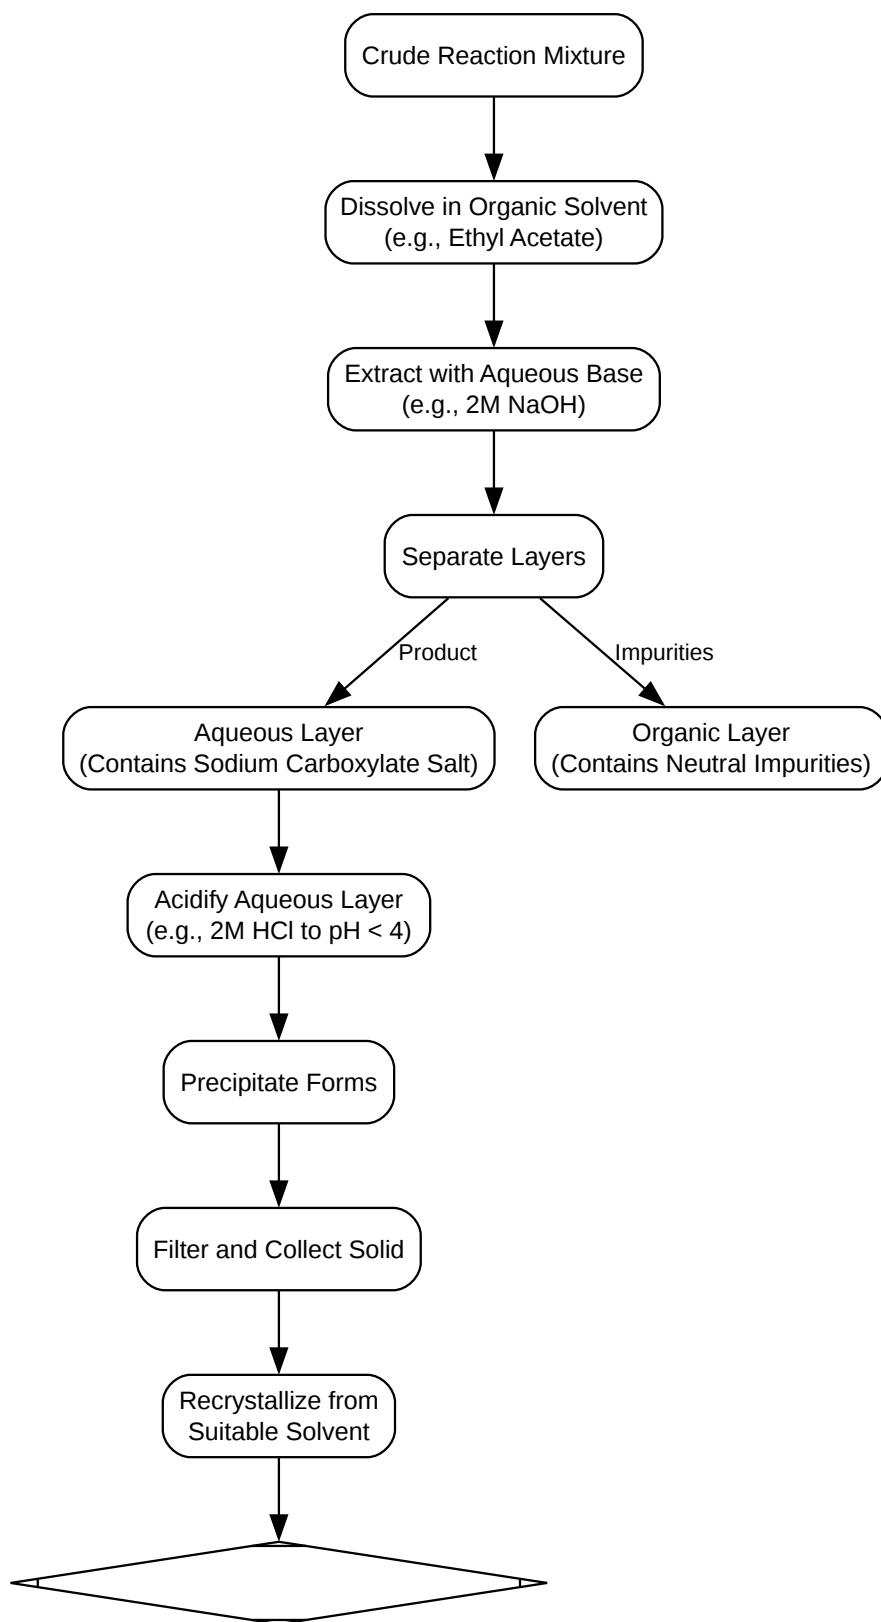 Crude Reaction Mixture
Dissolve in Organic Solvent
(e.g., Ethyl Acetate)
Extract with Aqueous Base
(e.g., 2M NaOH)
Separate Layers
Product
Impurities
Aqueous Layer
(Contains Sodium Carboxylate Salt)
Organic Layer
(Contains Neutral Impurities)
Acidify Aqueous Layer
(e.g., 2M HCl to pH < 4)
Precipitate Forms
Filter and Collect Solid
Recrystallize from
Suitable Solvent